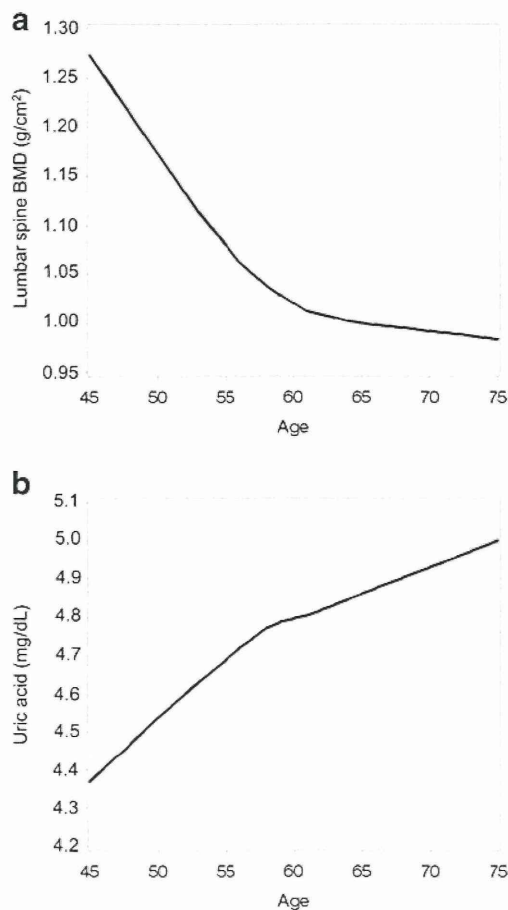 a
Lumbar spine BMD (g/cm²)
1.30
1.25
1.20
1.15
1.10
1.05
1.00
0.95
45 50 55 60 65 70 75
Age
b
Uric acid (mg/dL)
5.1
5.0
4.9
4.8
4.7
4.6
4.5
4.4
4.3
4.2
45 50 55 60 65 70 75
Age